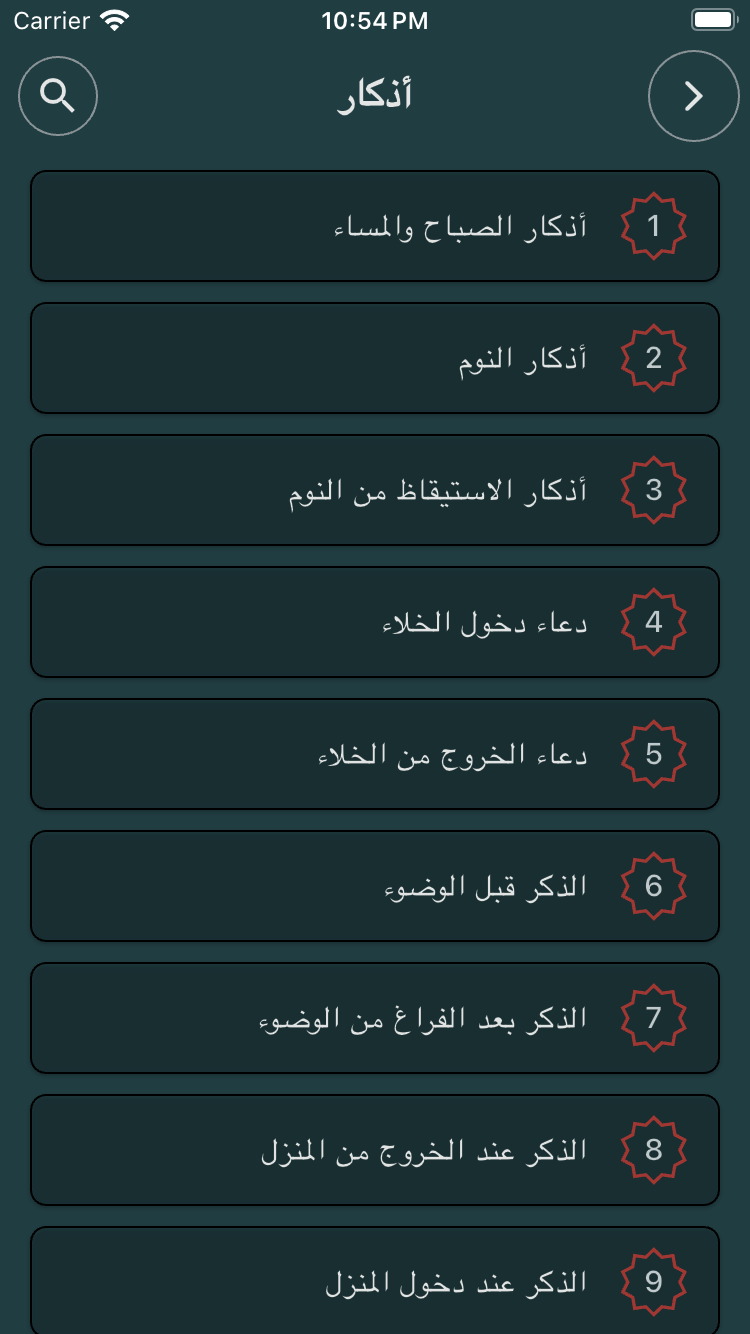 Carrier 10:54 PM
أذكار
1 أذكار الصباح والمساء
2 أذكار النوم
3 أذكار الاستيقاظ من النوم
4 دعاء دخول الخلاء
5 دعاء الخروج من الخلاء
6 الذكر قبل الوضوء
7 الذكر بعد الفراغ من الوضوء
8 الذكر عند الخروج من المنزل
9 الذكر عند دخول المنزل